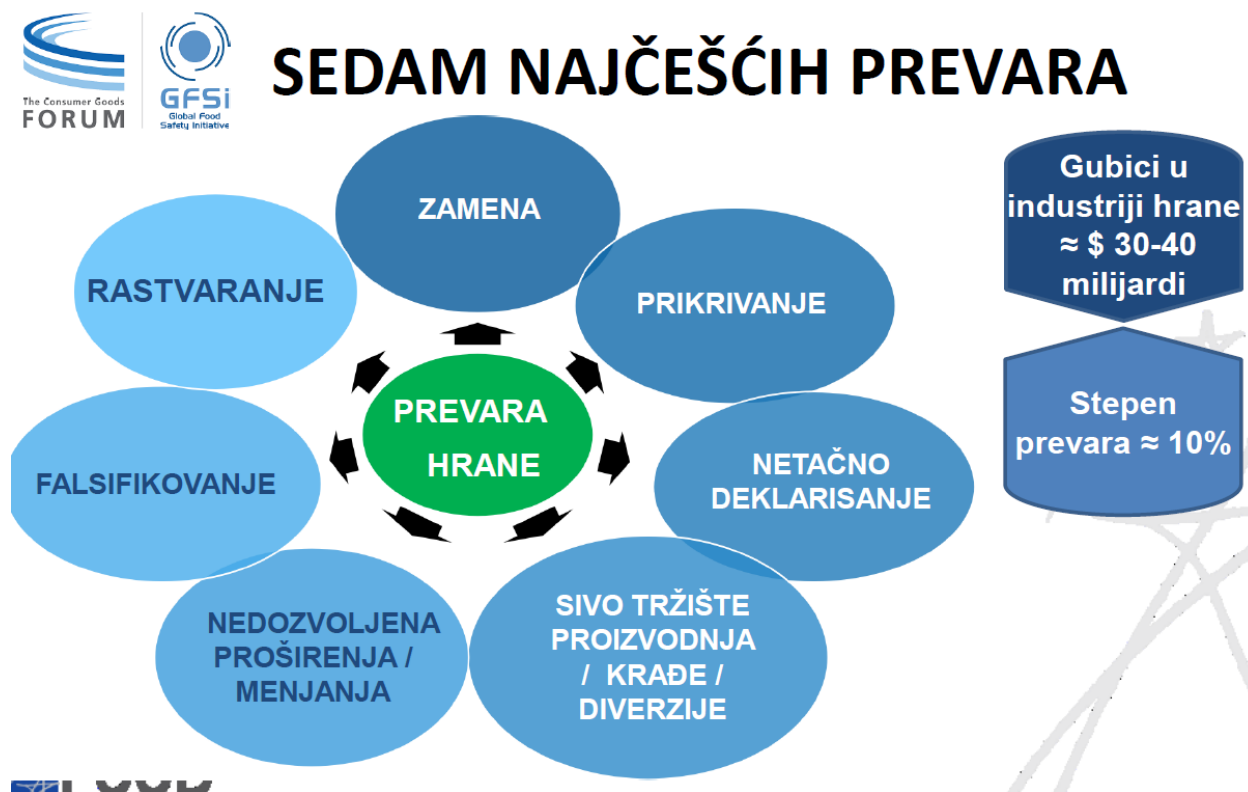 The Consumer Goods
FORUM
GFSi
Global Food
Safety Initiative
SEDAM NAJČEŠĆIH PREVARA
ZAMENA
PRIKRIVANJE
NETAČNO
DEKLARISANJE
SIVO TRŽIŠTE
PROIZVODNJA
/ KRAĐE /
DIVERZIJE
NEDOZVOLJENA
PROŠIRENJA /
MENJANJA
FALSIFIKOVANJE
RASTVARANJE
PREVARA
HRANE
Gubici u
industriji hrane
≈ $ 30-40
milijardi
Stepen
prevara ≈ 10%